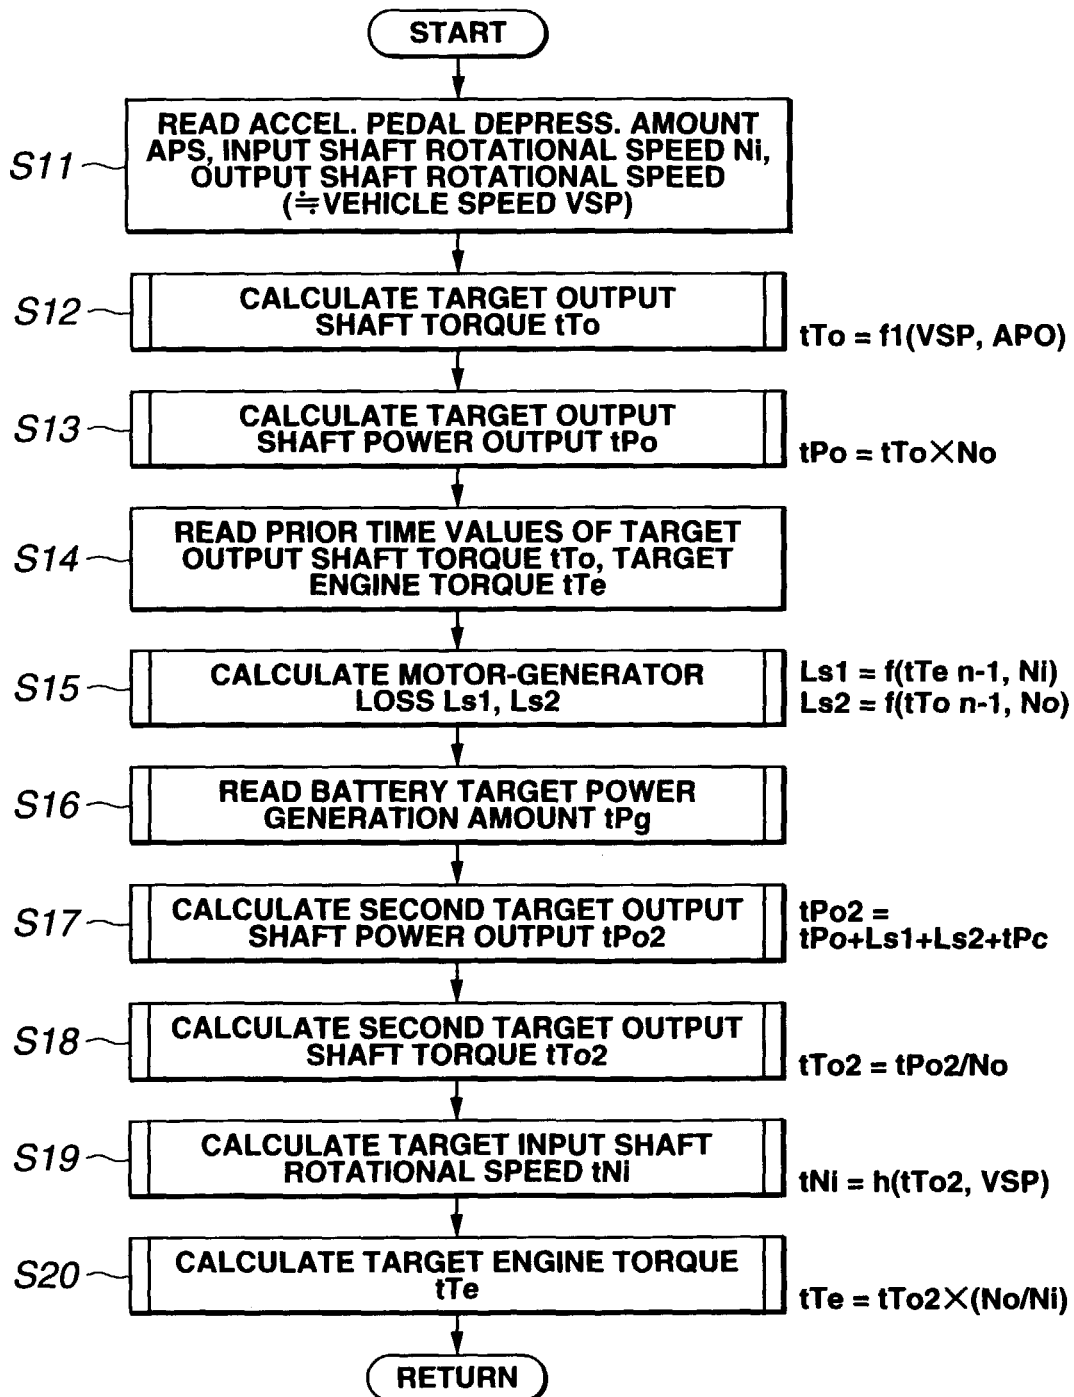 START
READ ACCEL. PEDAL DEPRESS. AMOUNT
APS, INPUT SHAFT ROTATIONAL SPEED Ni,
OUTPUT SHAFT ROTATIONAL SPEED
(≒VEHICLE SPEED VSP)
S11
CALCULATE TARGET OUTPUT
SHAFT TORQUE tTo
S12
tTo = f1(VSP, APO)
CALCULATE TARGET OUTPUT
SHAFT POWER OUTPUT tPo
S13
tPo = tTo×No
READ PRIOR TIME VALUES OF TARGET
OUTPUT SHAFT TORQUE tTo, TARGET
ENGINE TORQUE tTe
S14
CALCULATE MOTOR-GENERATOR
LOSS Ls1, Ls2
S15
Ls1 = f(tTe n-1, Ni)
Ls2 = f(tTo n-1, No)
READ BATTERY TARGET POWER
GENERATION AMOUNT tPg
S16
CALCULATE SECOND TARGET OUTPUT
SHAFT POWER OUTPUT tPo2
S17
tPo2 =
tPo+Ls1+Ls2+tPc
CALCULATE SECOND TARGET OUTPUT
SHAFT TORQUE tTo2
S18
tTo2 = tPo2/No
CALCULATE TARGET INPUT SHAFT
ROTATIONAL SPEED tNi
S19
tNi = h(tTo2, VSP)
CALCULATE TARGET ENGINE TORQUE
tTe
S20
tTe = tTo2×(No/Ni)
RETURN